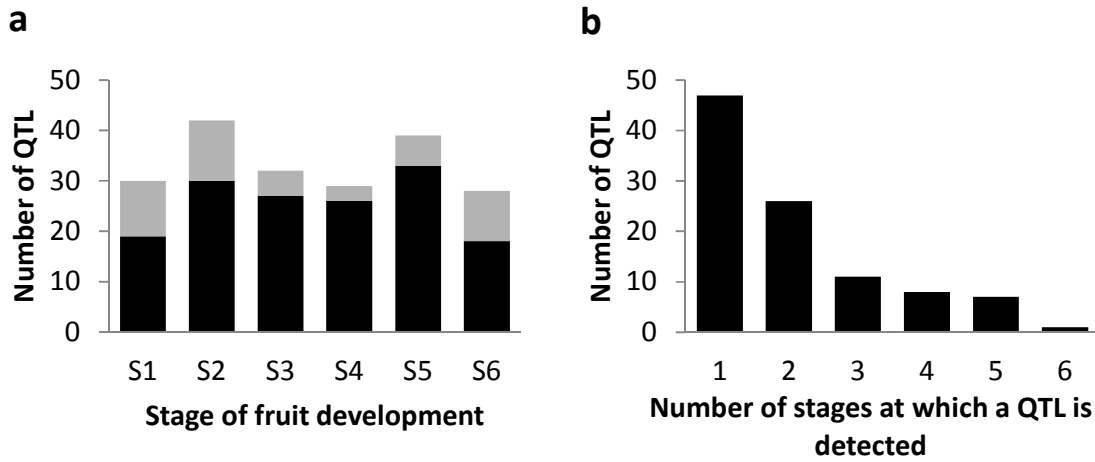 a
Number of QTL
50
40
30
20
10
0
S1 S2 S3 S4 S5 S6
Stage of fruit development
b
Number of QTL
50
40
30
20
10
0
1 2 3 4 5 6
Number of stages at which a QTL is
detected